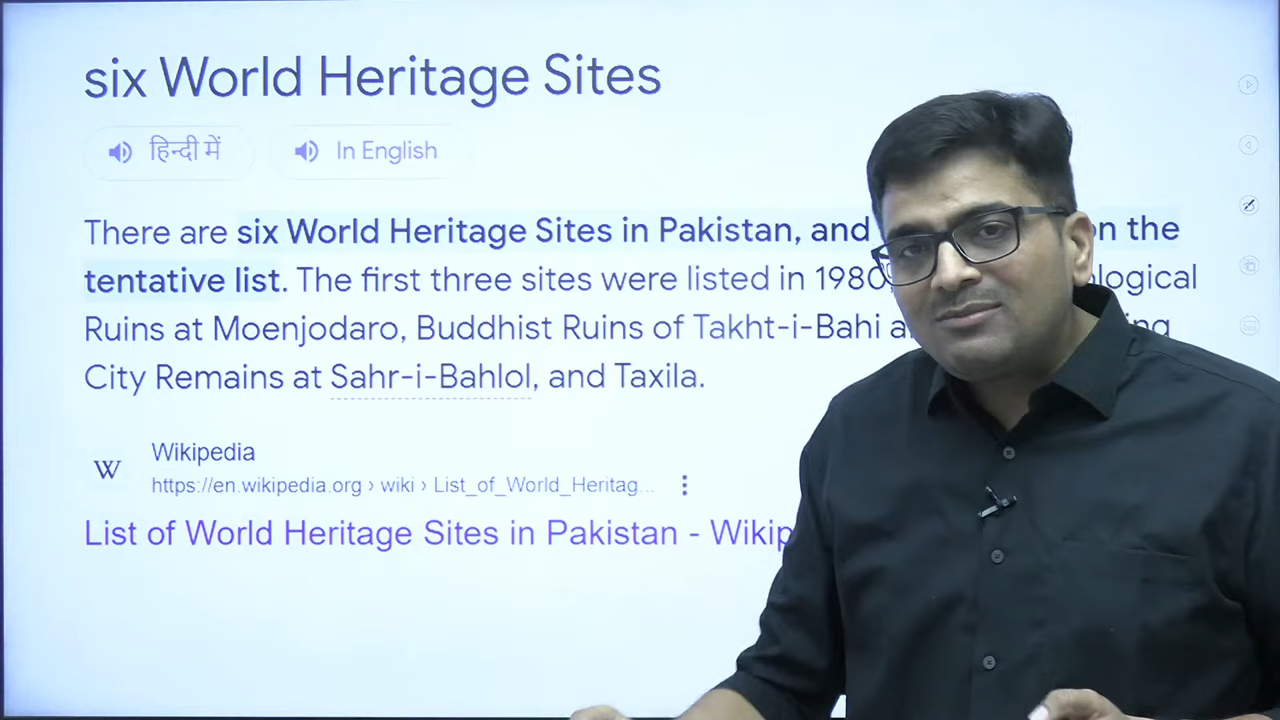 six World Heritage Sites
हिन्दी में
In English
There are six World Heritage Sites in Pakistan, and on the
tentative list. The first three sites were listed in 1980
Ruins at Moenjodaro, Buddhist Ruins of Takht-i-Bahi
City Remains at Sahr-i-Bahlol, and Taxila.
W
Wikipedia
https://en.wikipedia.org › wiki › List_of_World_Heritag...
List of World Heritage Sites in Pakistan - Wikip